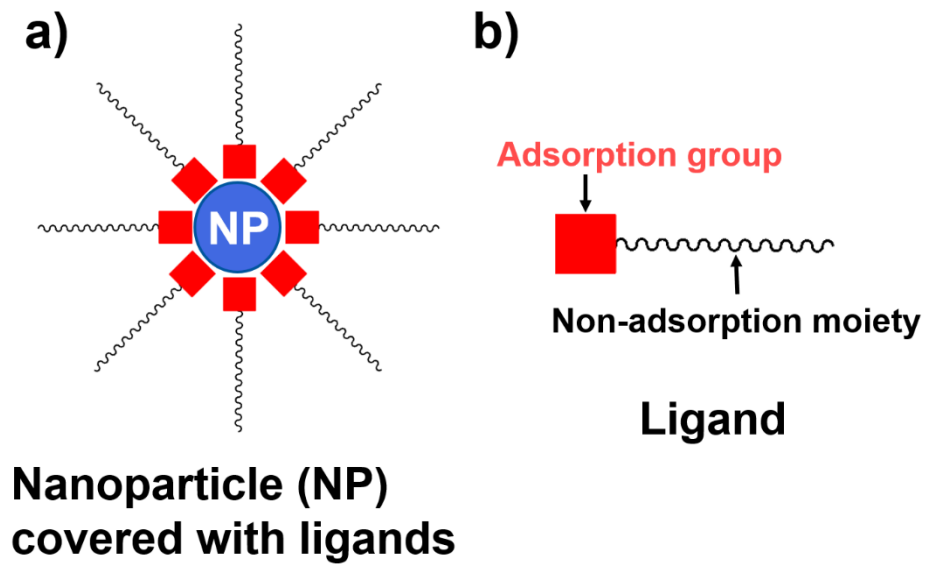 a)
NP
Nanoparticle (NP)
covered with ligands
b)
Adsorption group
Non-adsorption moiety
Ligand